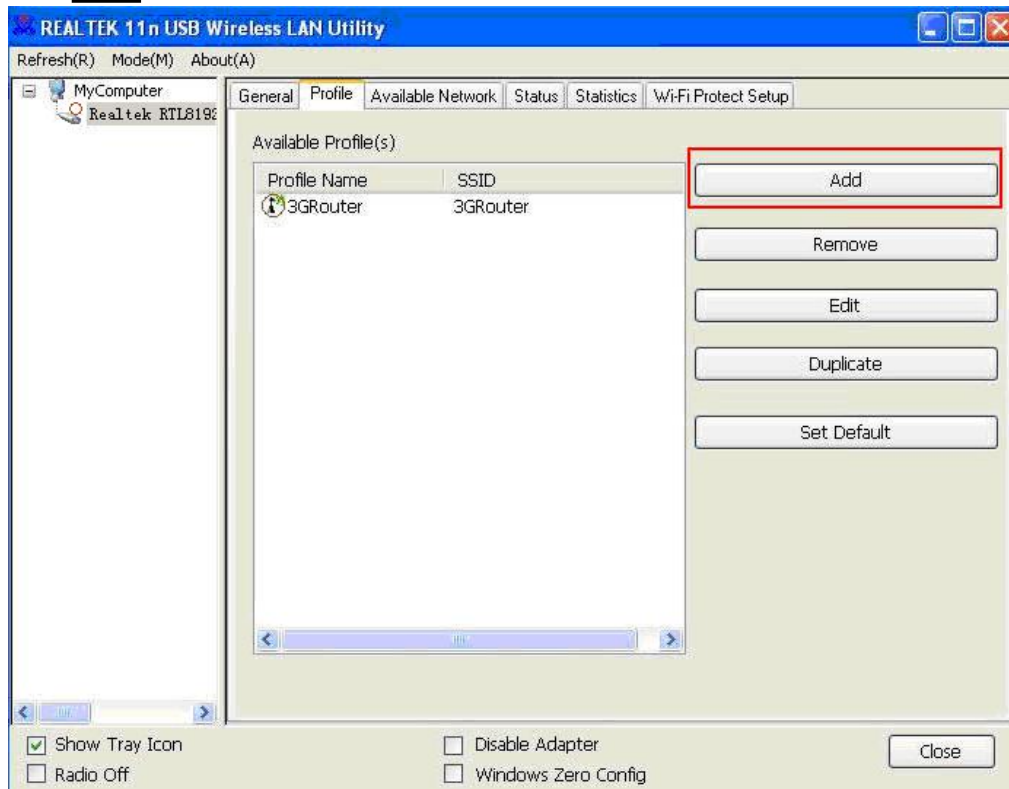 REALTEK 11n USB Wireless LAN Utility
Refresh(R) Mode(M) About(A)
MyComputer
Realtek RTL8192
General Profile Available Network Status Statistics Wi-Fi Protect Setup
Available Profile(s)
Profile Name SSID
3GRouter 3GRouter
Add
Remove
Edit
Duplicate
Set Default
Show Tray Icon
Radio Off
Disable Adapter
Windows Zero Config
Close